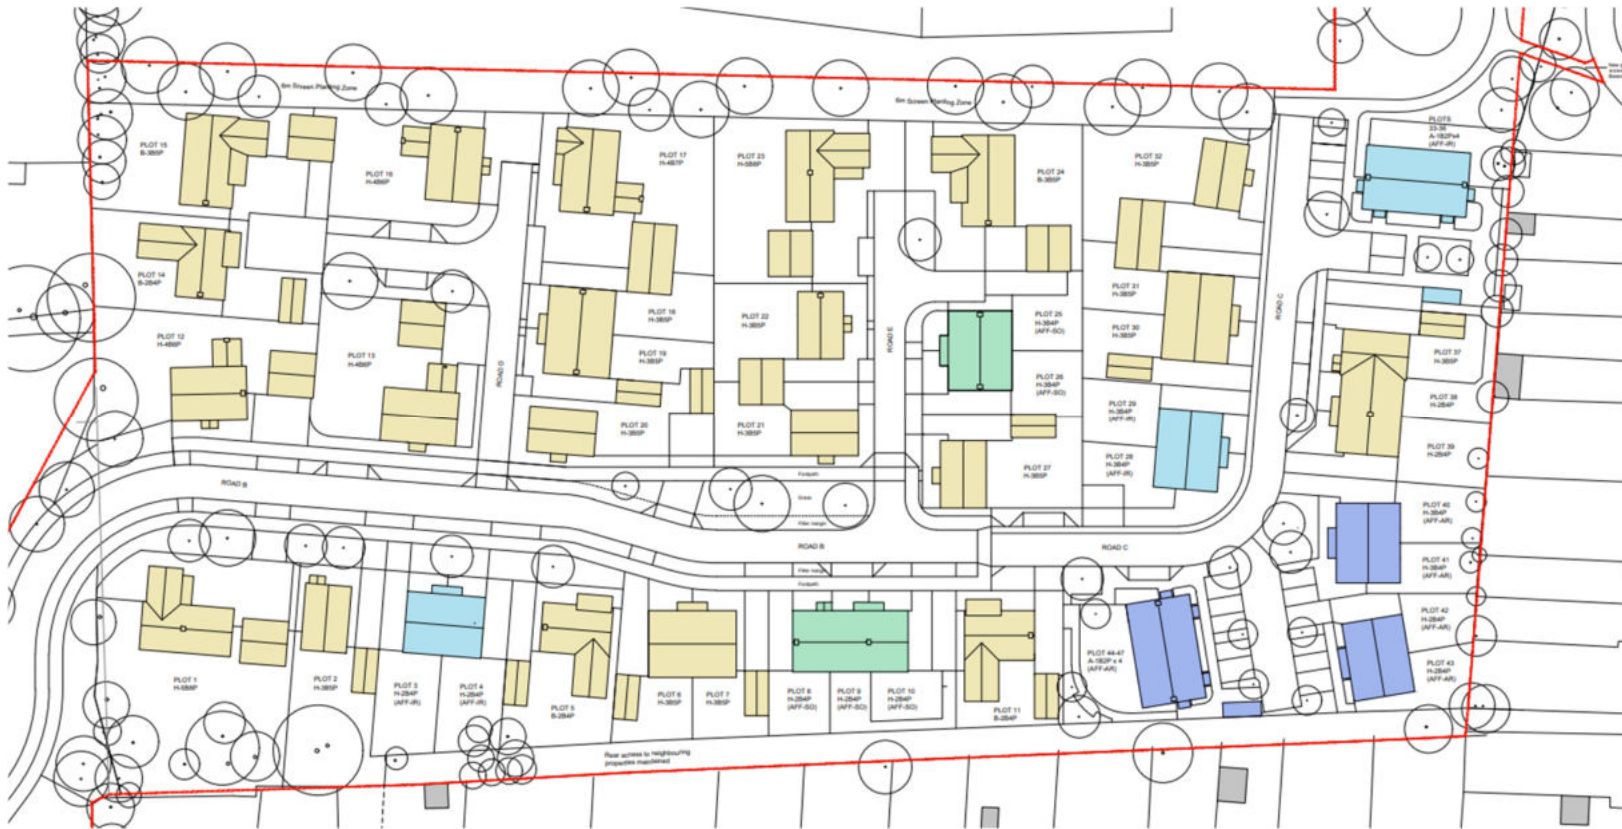 6m Screen Planting Zone
6m Screen Planting Zone
PLOT 15
B-3B5P
PLOT 16
H-4B6P
PLOT 17
H-4B7P
PLOT 23
H-5B8P
PLOT 24
B-3B5P
PLOT 32
H-3B5P
PLOTS
33-36
A-1B2Px4
(AFF-IR)
PLOT 14
B-2B4P
PLOT 12
H-4B6P
PLOT 13
H-4B6P
ROAD D
PLOT 18
H-3B5P
PLOT 19
H-3B5P
PLOT 20
H-3B5P
PLOT 22
H-3B5P
PLOT 21
H-3B5P
ROAD E
PLOT 25
H-3B4P
(AFF-SO)
PLOT 26
H-3B4P
(AFF-SO)
PLOT 27
H-3B5P
PLOT 31
H-3B5P
PLOT 30
H-3B5P
PLOT 29
H-3B4P
(AFF-IR)
PLOT 28
H-3B4P
(AFF-IR)
ROAD C
PLOT 37
H-3B5P
PLOT 38
H-2B4P
PLOT 39
H-2B4P
PLOT 40
H-3B4P
(AFF-AR)
PLOT 41
H-3B4P
(AFF-AR)
PLOT 42
H-2B4P
(AFF-AR)
PLOT 43
H-2B4P
(AFF-AR)
ROAD B
Footpath
Grass
Filter margin
ROAD B
ROAD C
Filter margin
Footpath
PLOT 1
H-5B8P
PLOT 2
H-3B5P
PLOT 3
H-2B4P
(AFF-IR)
PLOT 4
H-2B4P
(AFF-IR)
PLOT 5
B-2B4P
PLOT 6
H-3B5P
PLOT 7
H-3B5P
PLOT 8
H-2B4P
(AFF-SO)
PLOT 9
H-2B4P
(AFF-SO)
PLOT 10
H-2B4P
(AFF-SO)
PLOT 11
B-2B4P
PLOT 44-47
A-1B2P x 4
(AFF-AR)
Rear access to neighbouring
properties maintained